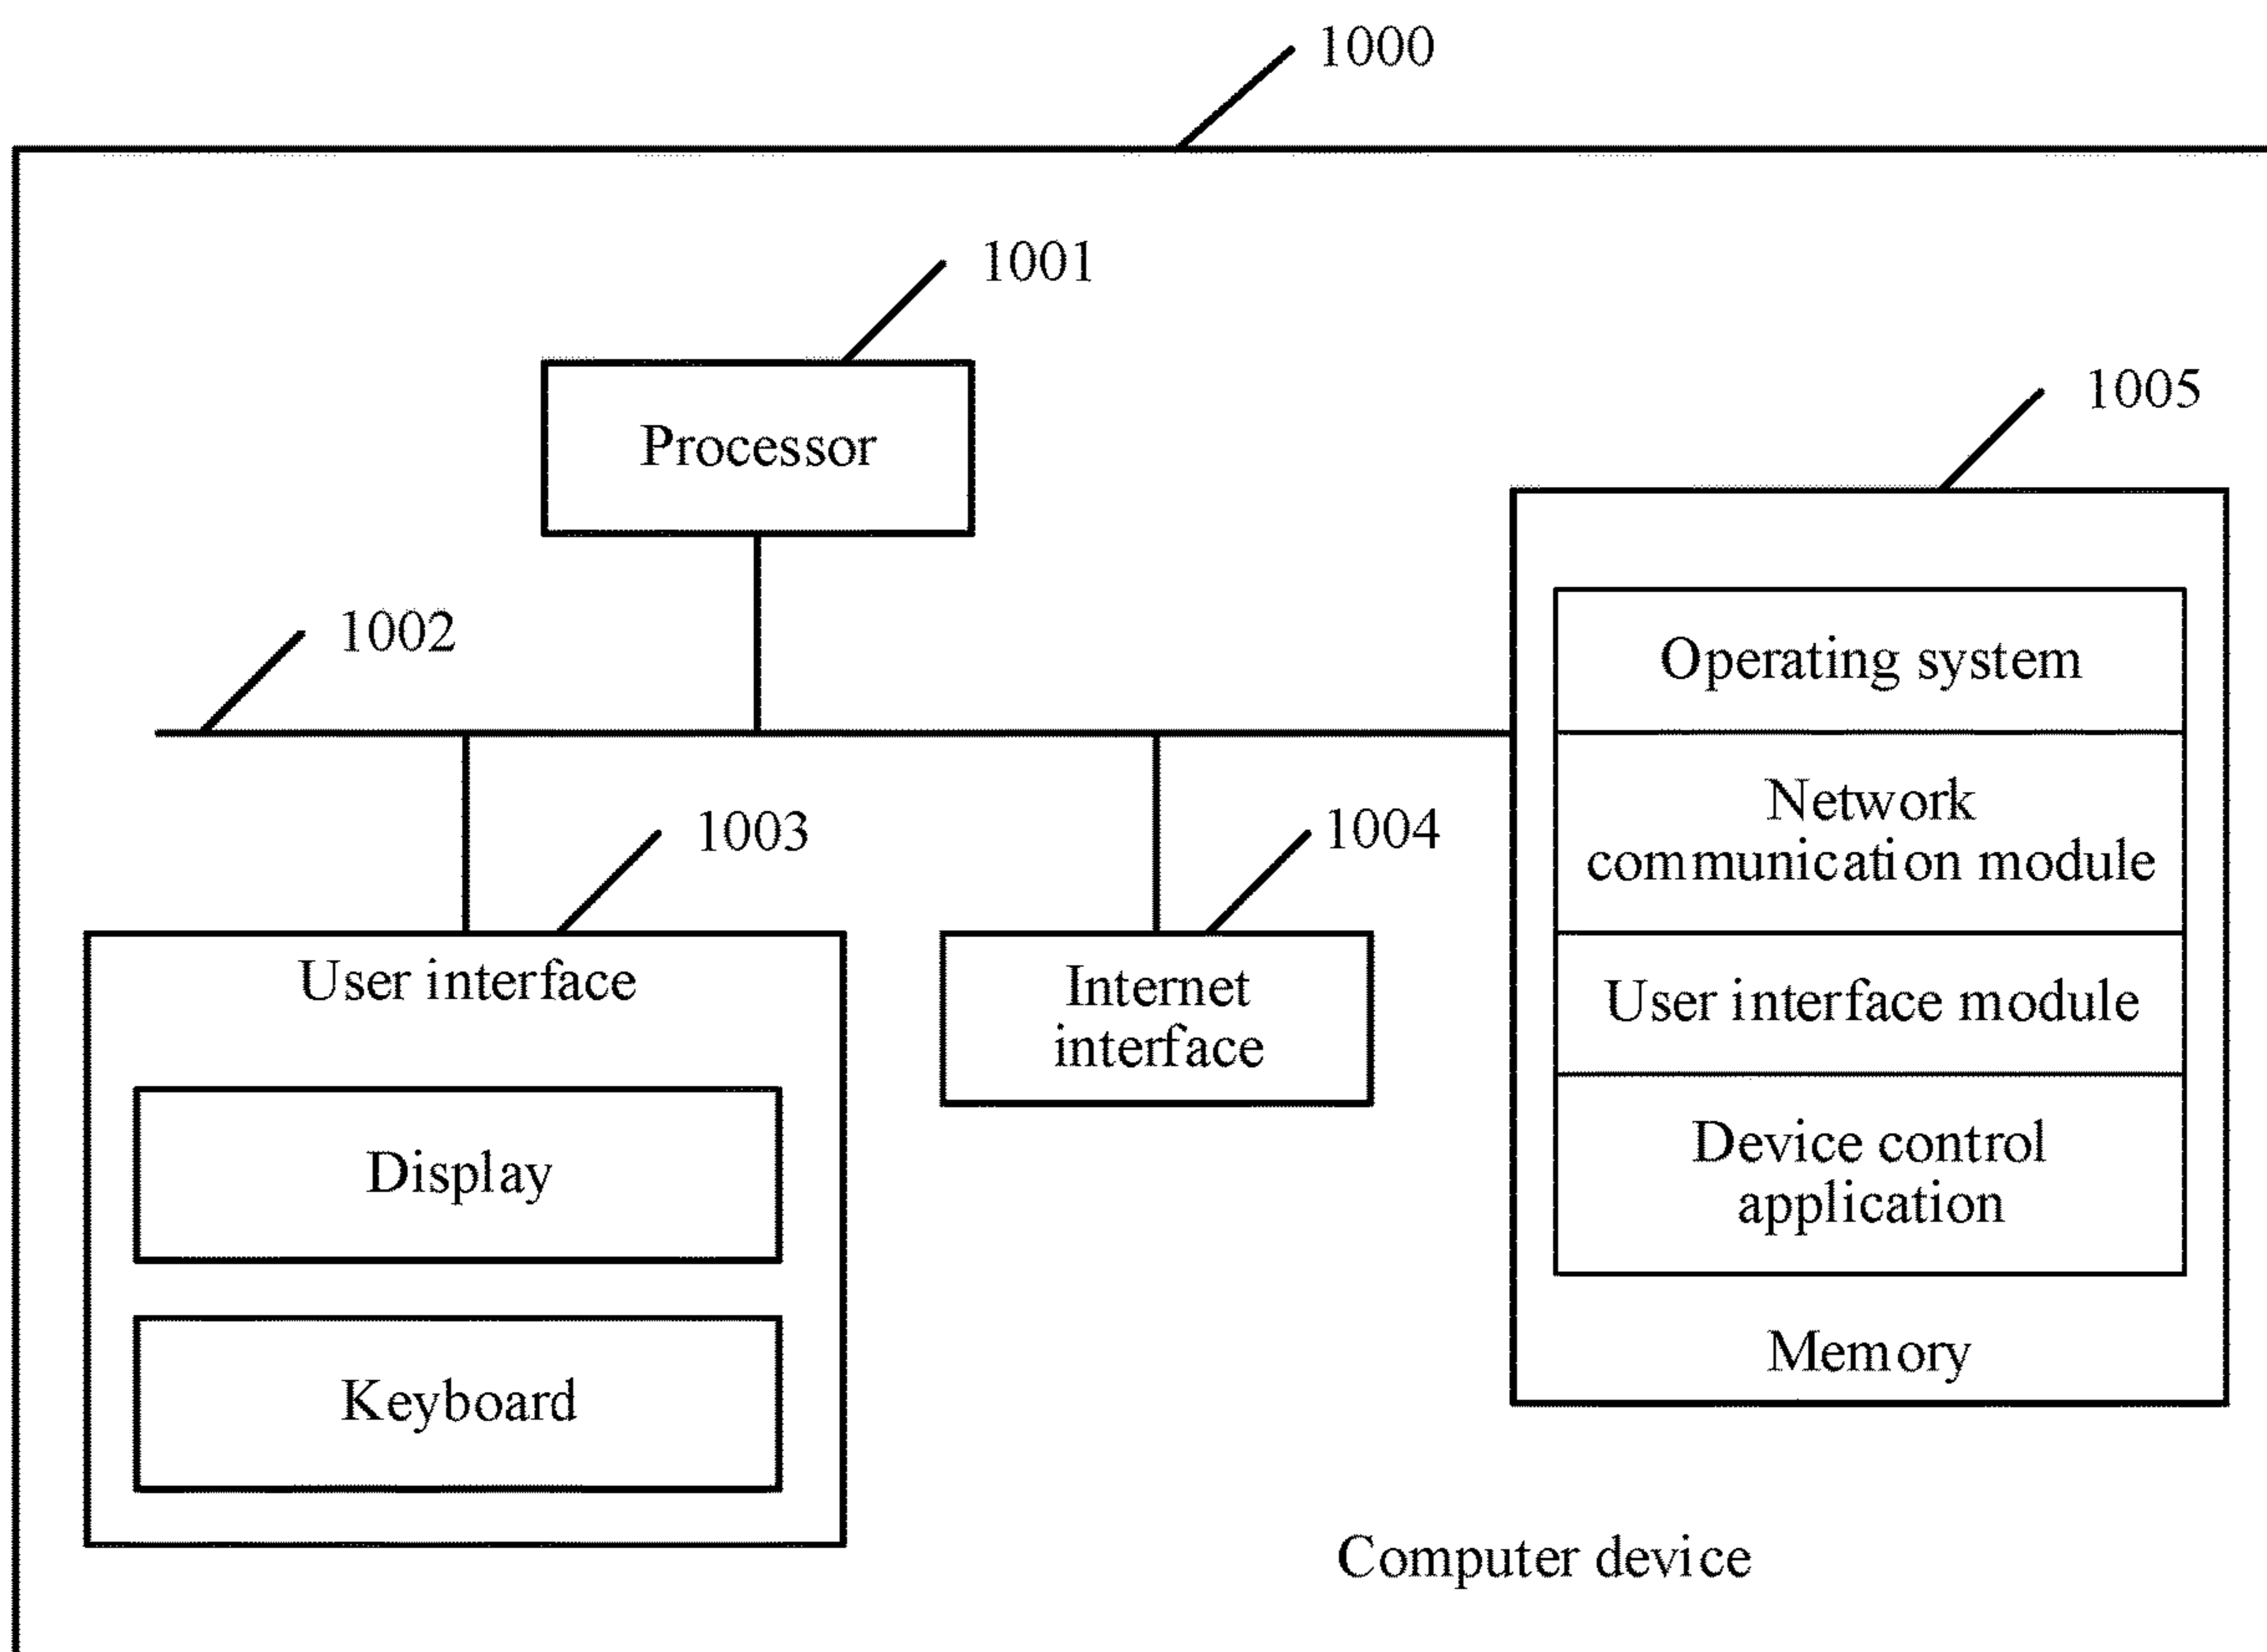 1000
1001
Processor
1005
1002
Operating system
Network
communication module
1003
1004
User interface
Internet
interface
User interface module
Display
Device control
application
Keyboard
Memory
Computer device